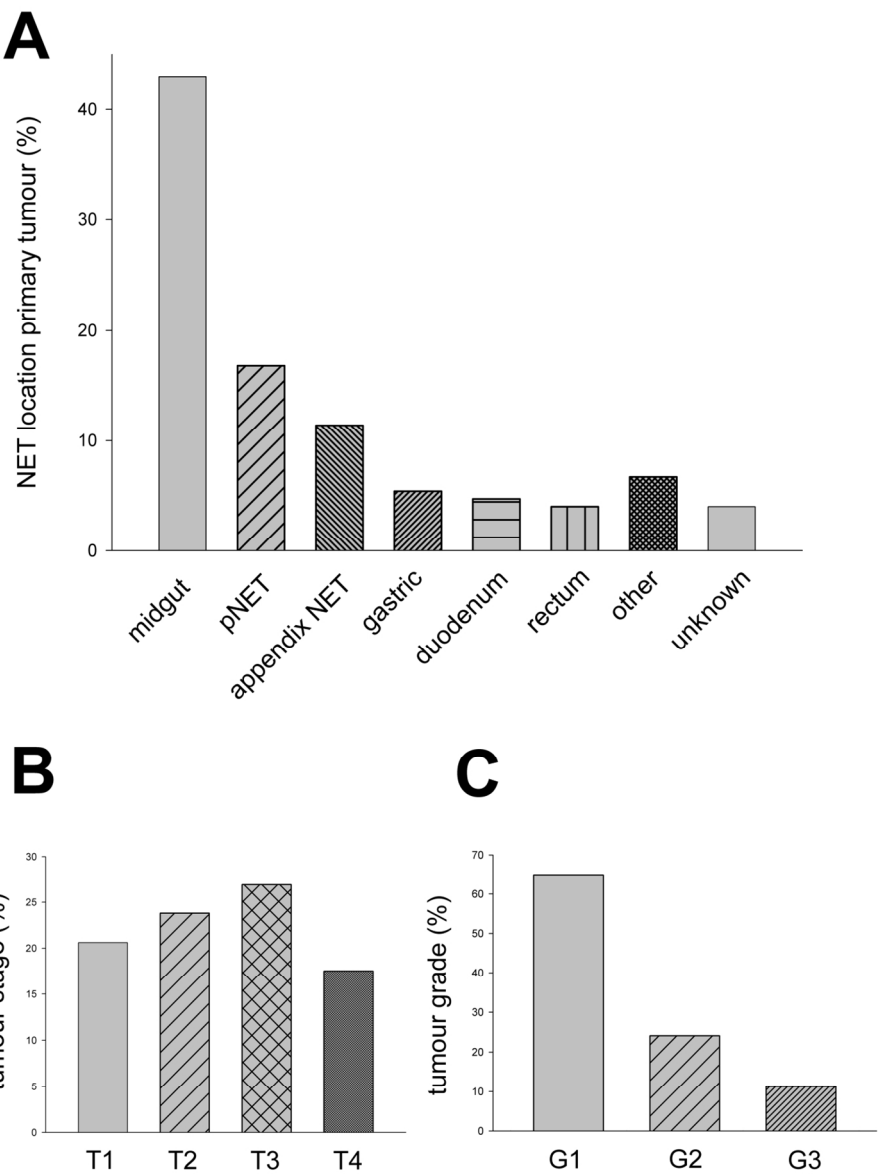 A
NET location primary tumour (%)
40
30
20
10
0
midgut
pNET
appendix NET
gastric
duodenum
rectum
other
unknown
B
tumour stage (%)
30
25
20
15
10
5
0
T1
T2
T3
T4
C
tumour grade (%)
70
60
50
40
30
20
10
0
G1
G2
G3